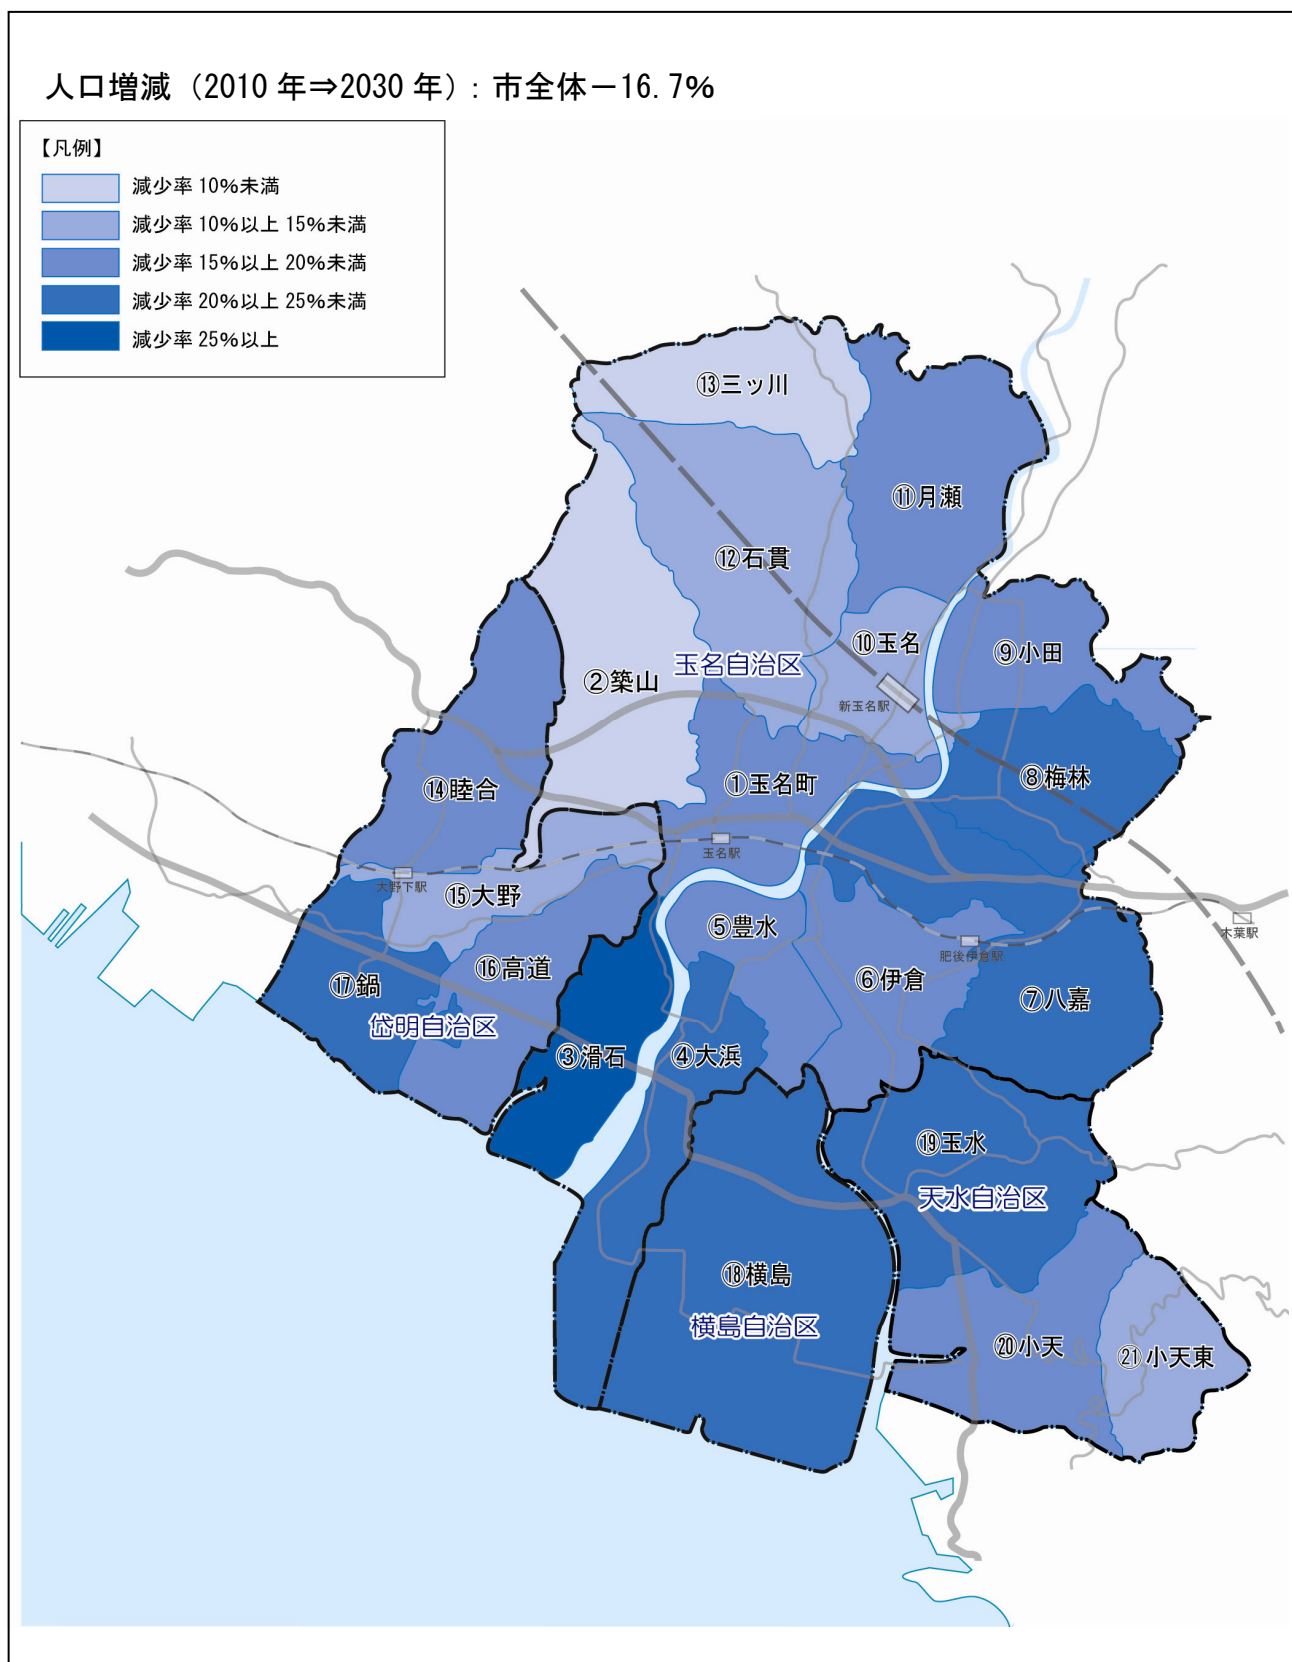 人口増減（2010 年⇒2030 年）: 市全体－16.7%
【凡例】
減少率 10%未満
減少率 10%以上 15%未満
減少率 15%以上 20%未満
減少率 20%以上 25%未満
減少率 25%以上
⑬三ッ川
⑪月瀬
⑫石貫
⑩玉名
⑨小田
玉名自治区
②築山
新玉名駅
⑧梅林
①玉名町
⑭睦合
玉名駅
大野下駅
⑮大野
⑤豊水
木葉駅
肥後伊倉駅
⑯高道
⑥伊倉
⑰鍋
⑦八嘉
岱明自治区
③滑石
④大浜
⑲玉水
天水自治区
⑱横島
横島自治区
⑳小天
㉑小天東